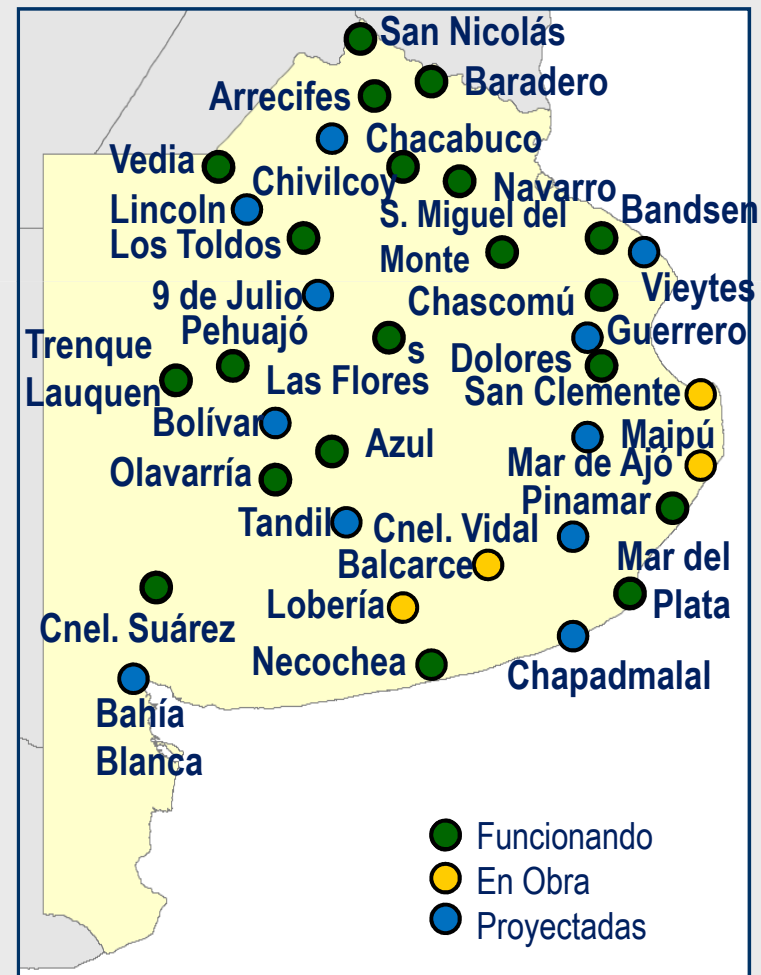 San Nicolás
Baradero
Arrecifes
Chacabuco
Vedia
Chivilcoy
Navarro
Lincoln
S. Miguel del
Monte
Bandsen
Los Toldos
Vieytes
9 de Julio
Chascomú
s
Guerrero
Pehuajó
Trenque
Lauquen
Dolores
Las Flores
San Clemente
Bolívar
Azul
Maipú
Mar de Ajó
Olavarría
Pinamar
Tandil
Cnel. Vidal
Balcarce
Mar del
Plata
Lobería
Cnel. Suárez
Necochea
Chapadmalal
Bahía
Blanca
Funcionando
En Obra
Proyectadas